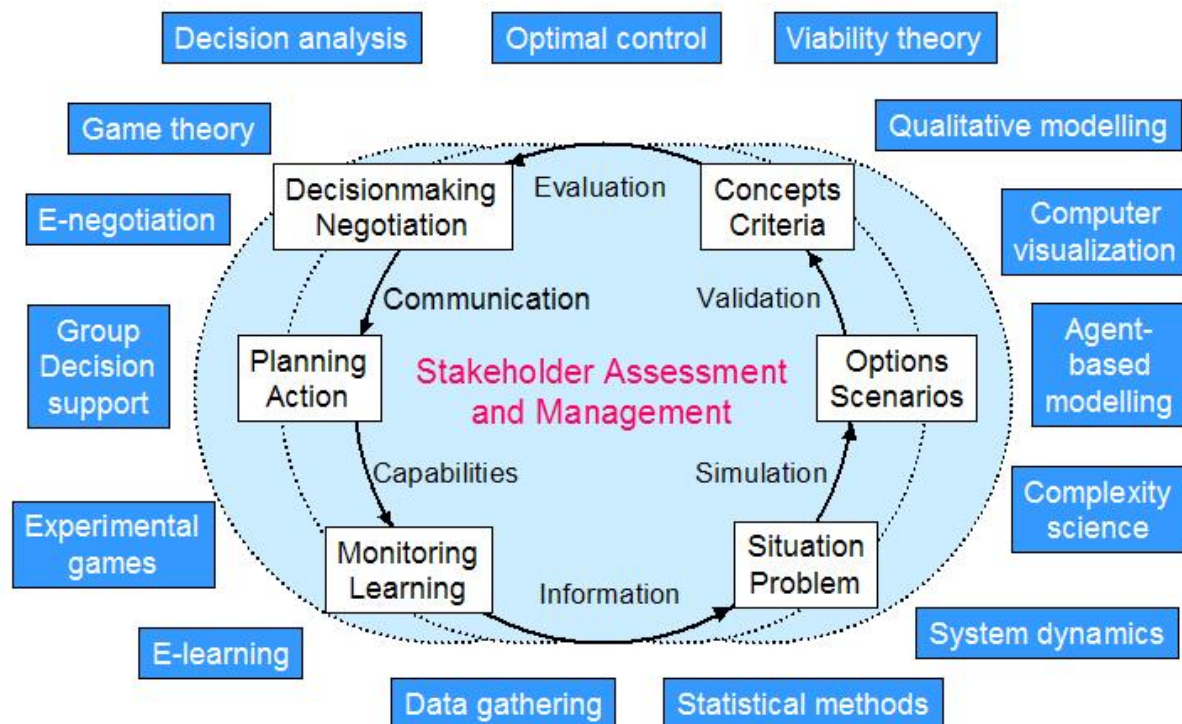 Decision analysis
Optimal control
Viability theory
Game theory
Qualitative modelling
Decisionmaking
Negotiation
Evaluation
Concepts
Criteria
E-negotiation
Computer
visualization
Communication
Validation
Group
Decision
support
Planning
Action
Stakeholder Assessment
and Management
Options
Scenarios
Agent-
based
modelling
Capabilities
Simulation
Experimental
games
Monitoring
Learning
Information
Situation
Problem
Complexity
science
E-learning
System dynamics
Data gathering
Statistical methods